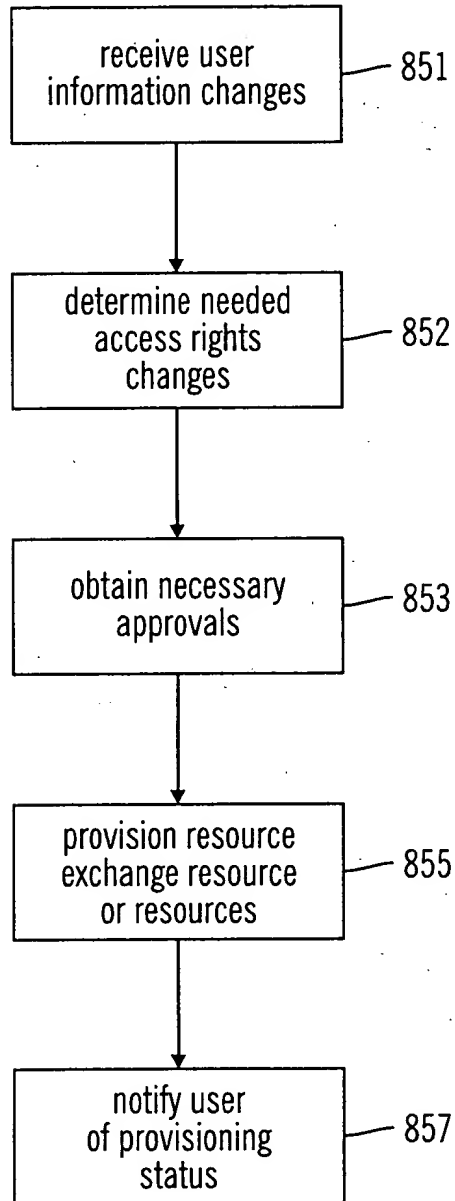 receive user
information changes
851
determine needed
access rights
changes
852
obtain necessary
approvals
853
provision resource
exchange resource
or resources
855
notify user
of provisioning
status
857